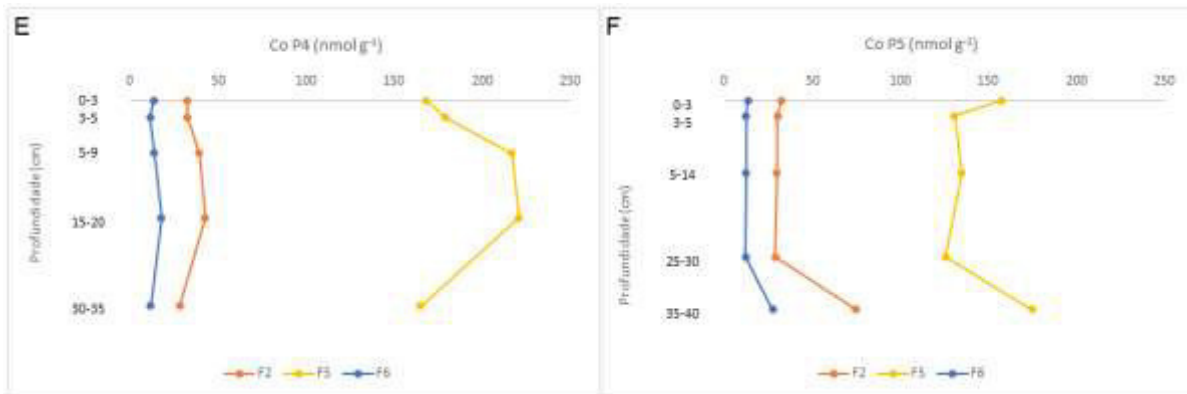 E
Co P4 (nmol g⁻¹)
0 50 100 150 200 250
0-3
3-5
5-9
15-20
30-35
Profundidade (cm)
F2 F5 F6
F
Co P5 (nmol g⁻¹)
0 50 100 150 200 250
0-3
3-5
5-14
25-30
35-40
Profundidade (cm)
F2 F5 F6